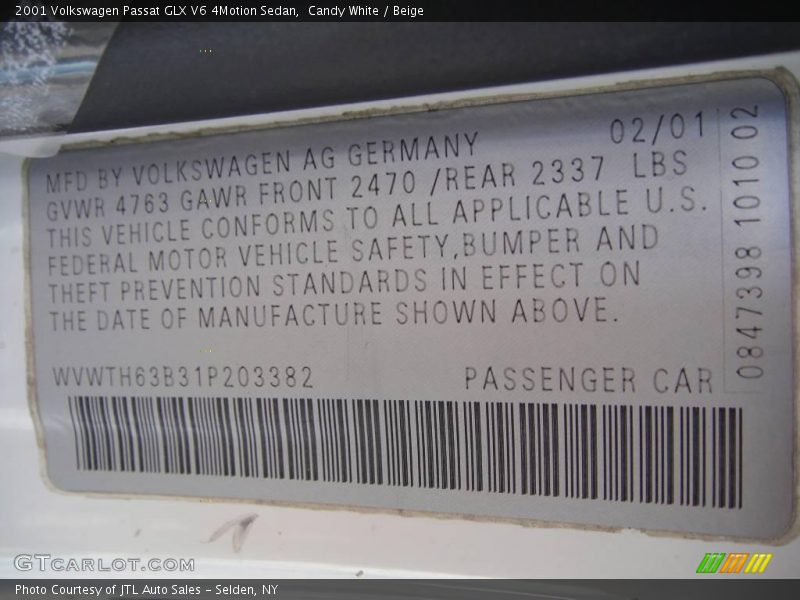 2001 Volkswagen Passat GLX V6 4Motion Sedan,  Candy White / Beige
MFD BY VOLKSWAGEN AG GERMANY 02/01
GVWR 4763 GAWR FRONT 2470 /REAR 2337 LBS
THIS VEHICLE CONFORMS TO ALL APPLICABLE U.S.
FEDERAL MOTOR VEHICLE SAFETY,BUMPER AND
THEFT PREVENTION STANDARDS IN EFFECT ON
THE DATE OF MANUFACTURE SHOWN ABOVE.
WVWTH63B31P203382 PASSENGER CAR
0847398 1010 02
GTCARLOT.COM
Photo Courtesy of JTL Auto Sales – Selden, NY